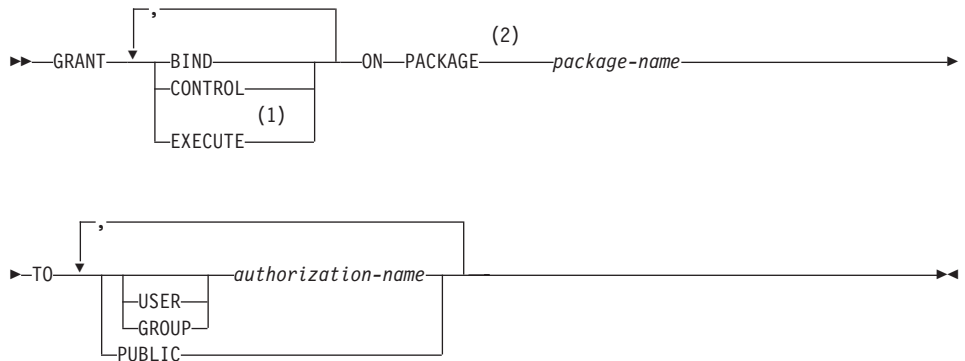 ,
(2)
GRANT BIND ON PACKAGE package-name
CONTROL
(1)
EXECUTE
,
TO authorization-name
USER
GROUP
PUBLIC